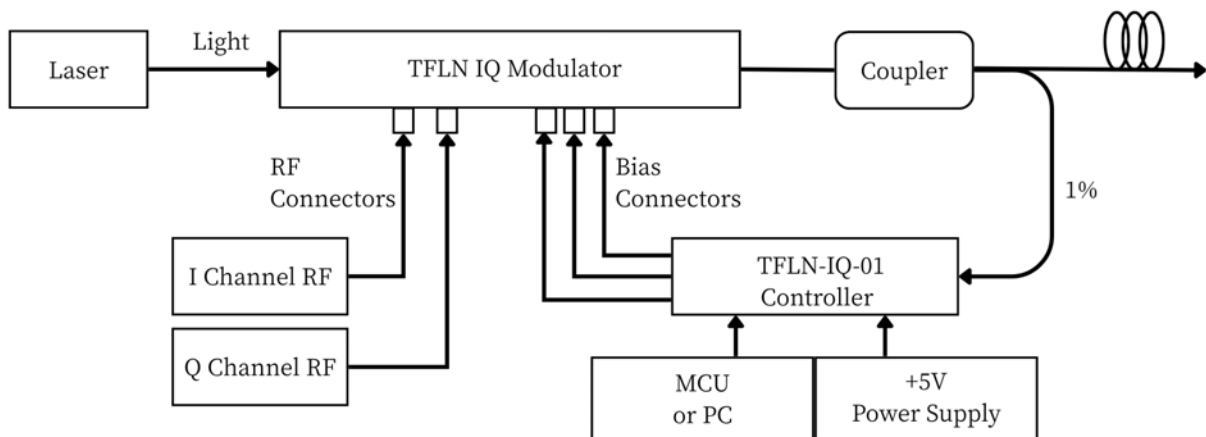 Light
Laser
TFLN IQ Modulator
Coupler
RF
Connectors
Bias
Connectors
1%
I Channel RF
TFLN-IQ-01
Controller
Q Channel RF
MCU
or PC
+5V
Power Supply